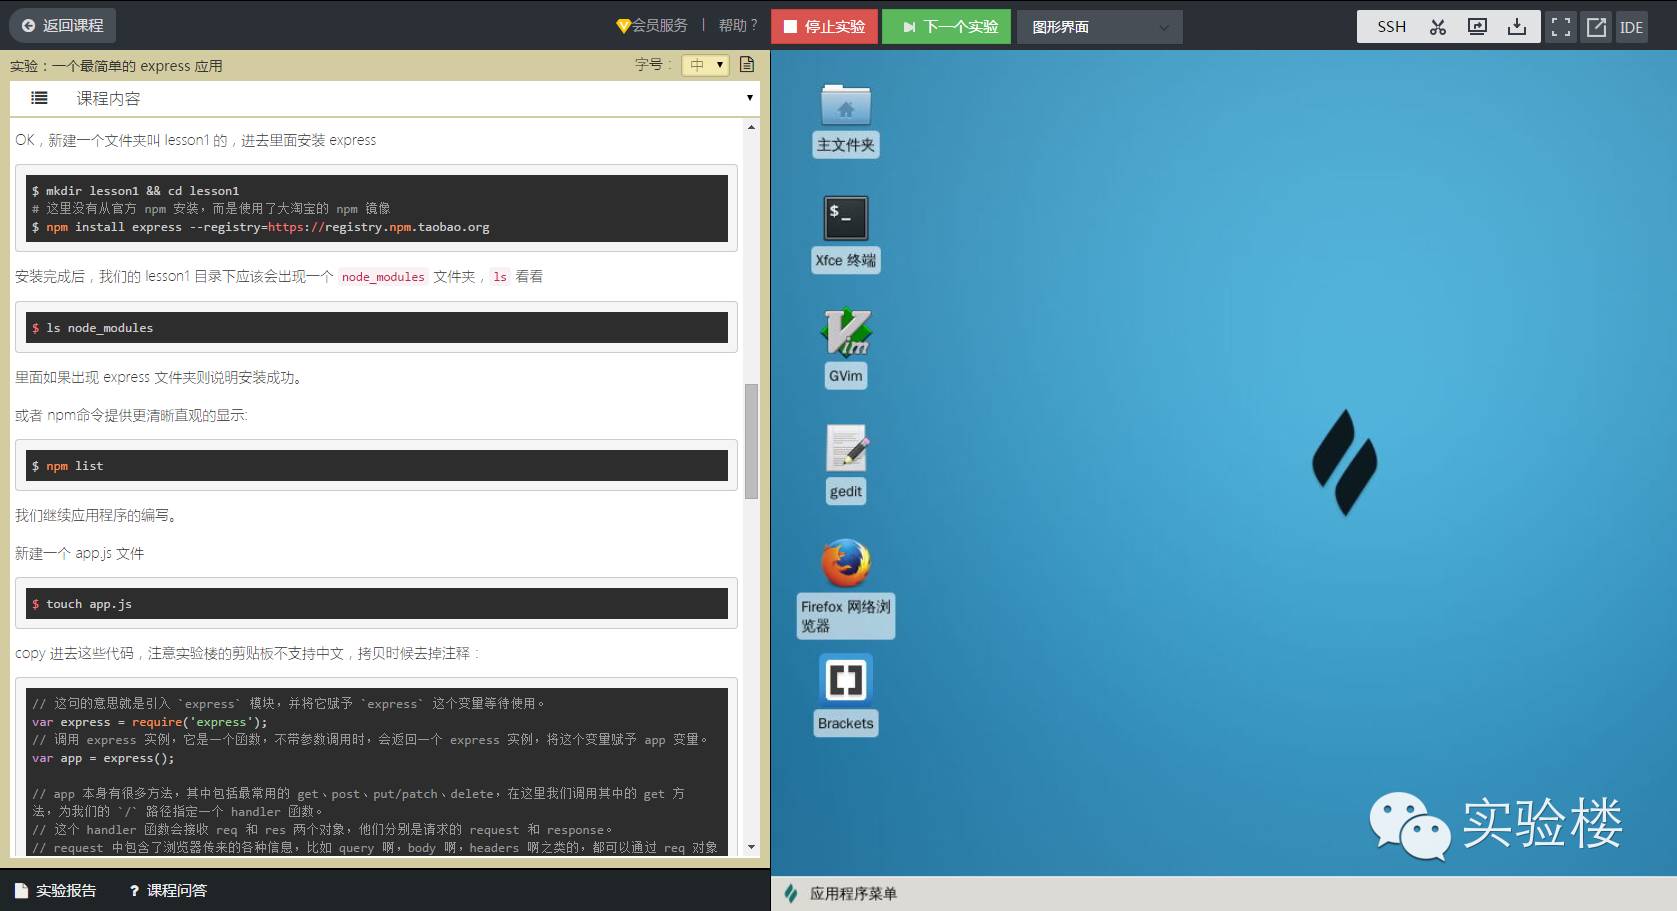 返回课程
会员服务 | 帮助?
停止实验
下一个实验
图形界面
SSH
IDE
实验：一个最简单的 express 应用
字号：
中
课程内容
OK，新建一个文件夹叫 lesson1 的，进去里面安装 express
$ mkdir lesson1 && cd lesson1
# 这里没有从官方 npm 安装，而是使用了大淘宝的 npm 镜像
$ npm install express --registry=https://registry.npm.taobao.org
安装完成后，我们的 lesson1 目录下应该会出现一个 node_modules 文件夹，ls 看看
$ ls node_modules
里面如果出现 express 文件夹则说明安装成功。
或者 npm命令提供更清晰直观的显示:
$ npm list
我们继续应用程序的编写。
新建一个 app.js 文件
$ touch app.js
copy 进去这些代码，注意实验楼的剪贴板不支持中文，拷贝时候去掉注释：
// 这句的意思就是引入 `express` 模块，并将它赋予 `express` 这个变量等待使用。
var express = require('express');
// 调用 express 实例，它是一个函数，不带参数调用时，会返回一个 express 实例，将这个变量赋予 app 变量。
var app = express();
// app 本身有很多方法，其中包括最常用的 get、post、put/patch、delete，在这里我们调用其中的 get 方
法，为我们的 `/` 路径指定一个 handler 函数。
// 这个 handler 函数会接收 req 和 res 两个对象，他们分别是请求的 request 和 response。
// request 中包含了浏览器传来的各种信息，比如 query 啊，body 啊，headers 啊之类的，都可以通过 req 对象
实验报告
? 课程问答
主文件夹
$_
Xfce 终端
Vim
GVim
gedit
Firefox 网络浏
览器
Brackets
实验楼
应用程序菜单